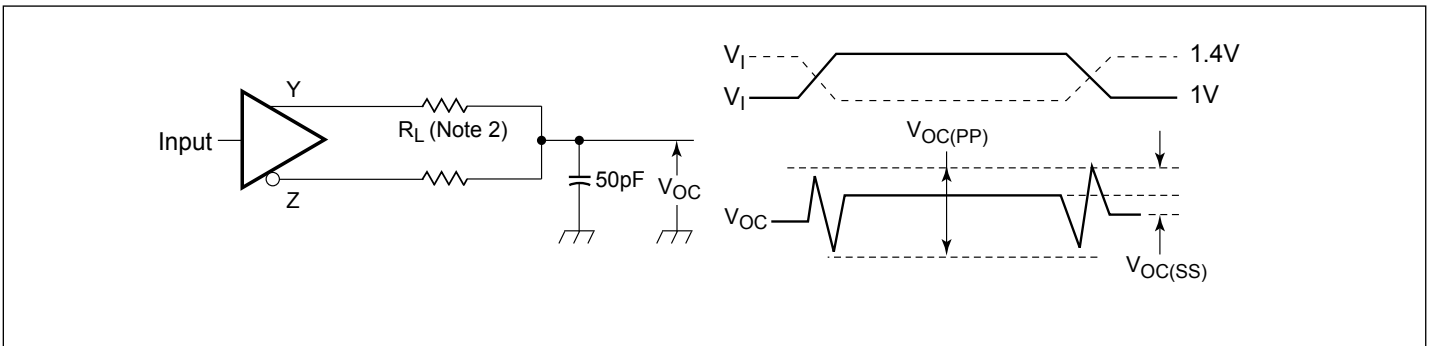 Input
Y
Z
R_L (Note 2)
50pF
V_OC
V_I
V_I
1.4V
1V
V_OC(PP)
V_OC
V_OC(SS)